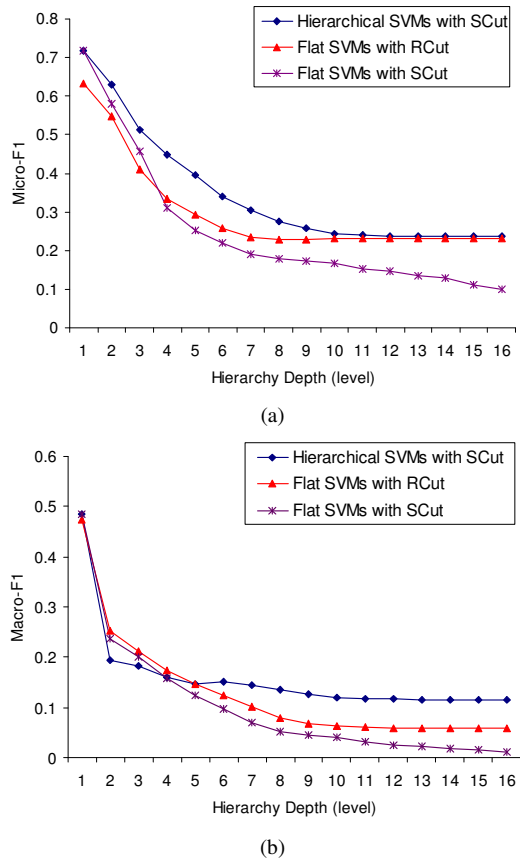 0.8
0.7
0.6
0.5
0.4
0.3
0.2
0.1
0
Micro-F1
Hierarchical SVMs with SCut
Flat SVMs with RCut
Flat SVMs with SCut
1 2 3 4 5 6 7 8 9 10 11 12 13 14 15 16
Hierarchy Depth (level)
(a)
0.6
0.5
0.4
0.3
0.2
0.1
0
Macro-F1
Hierarchical SVMs with SCut
Flat SVMs with RCut
Flat SVMs with SCut
1 2 3 4 5 6 7 8 9 10 11 12 13 14 15 16
Hierarchy Depth (level)
(b)